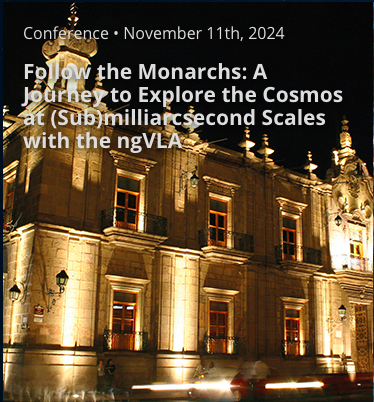 Conference • November 11th, 2024
Follow the Monarchs: A
Journey to Explore the Cosmos
at (Sub)milliarcsecond Scales
with the ngVLA